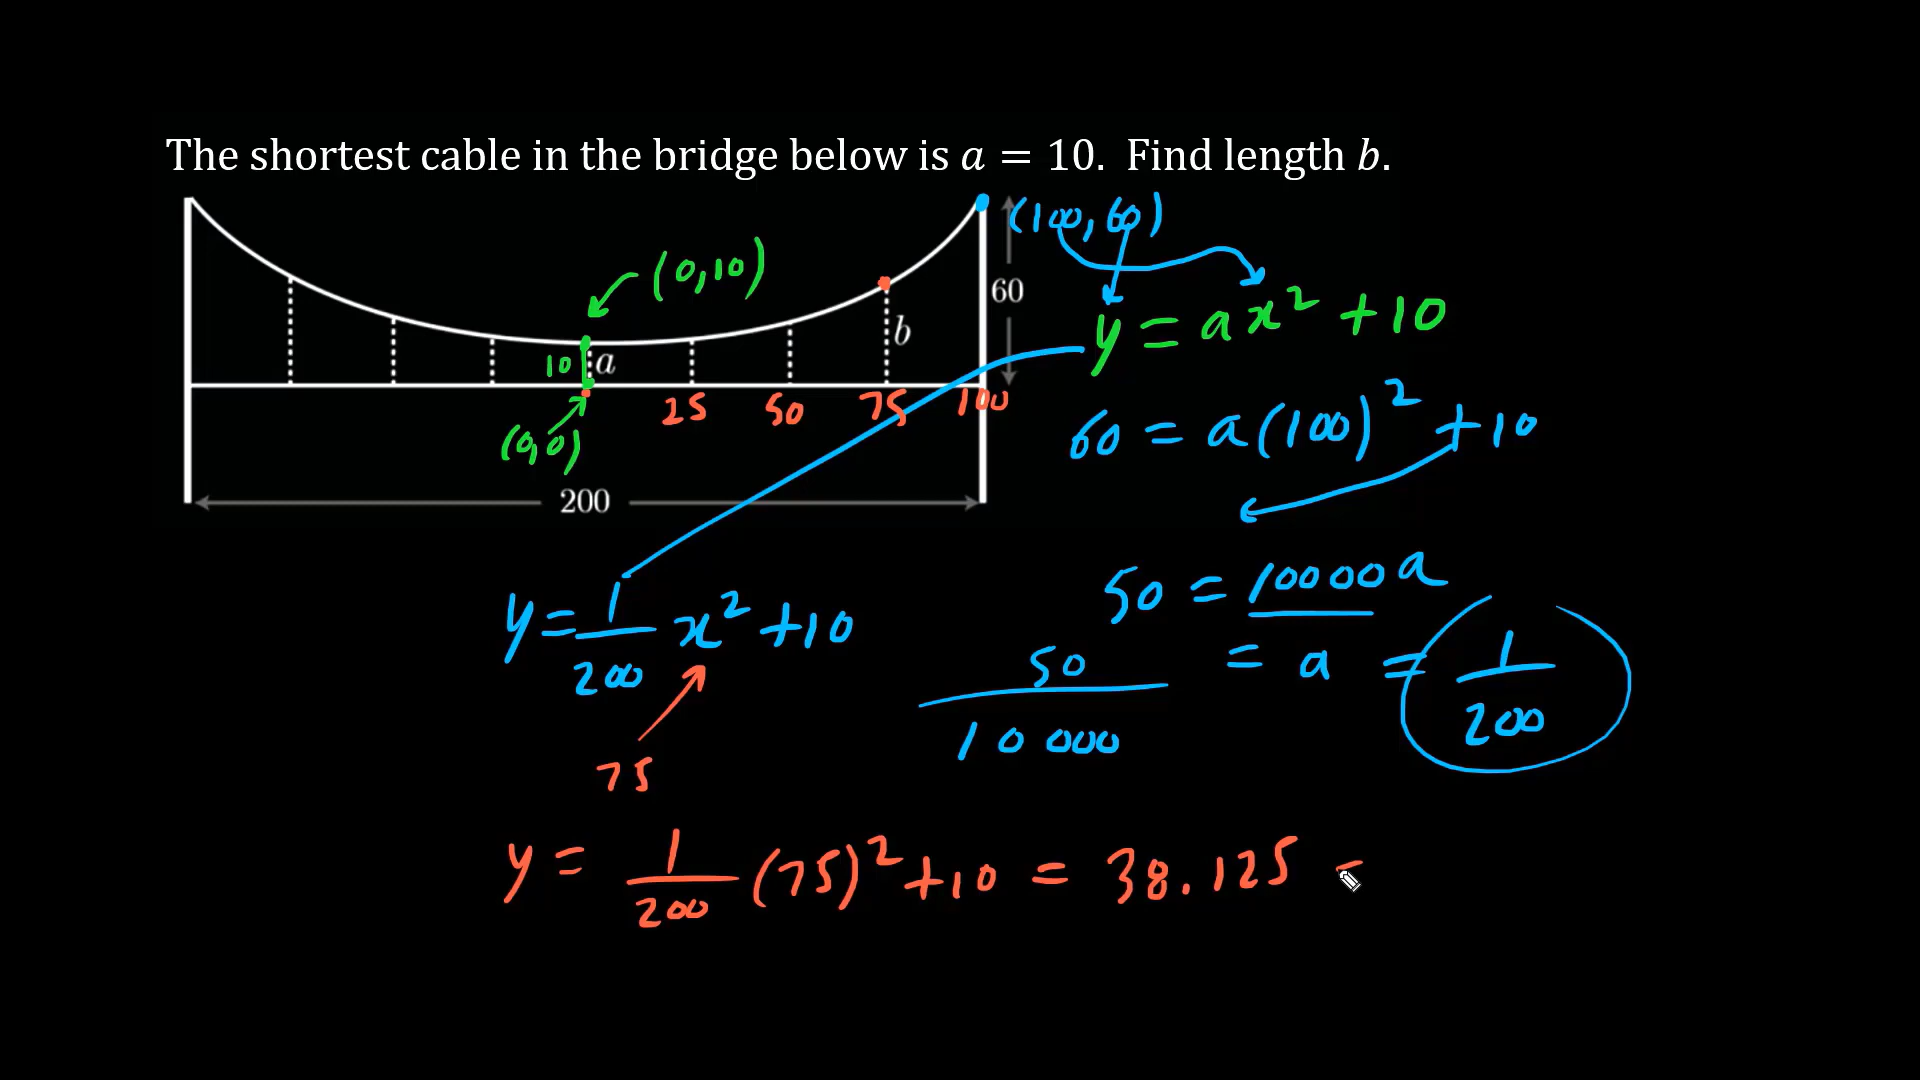 The shortest cable in the bridge below is a = 10. Find length b.
(100, 60)
(0, 10)
60
y = ax² + 10
b
10 a
25 50 75 100
(0,0)
60 = a(100)² + 10
200
50 = 10000a
y = 1/200 x² + 10
50/10000 = a = 1/200
75
y = 1/200 (75)² + 10 = 38.125 =